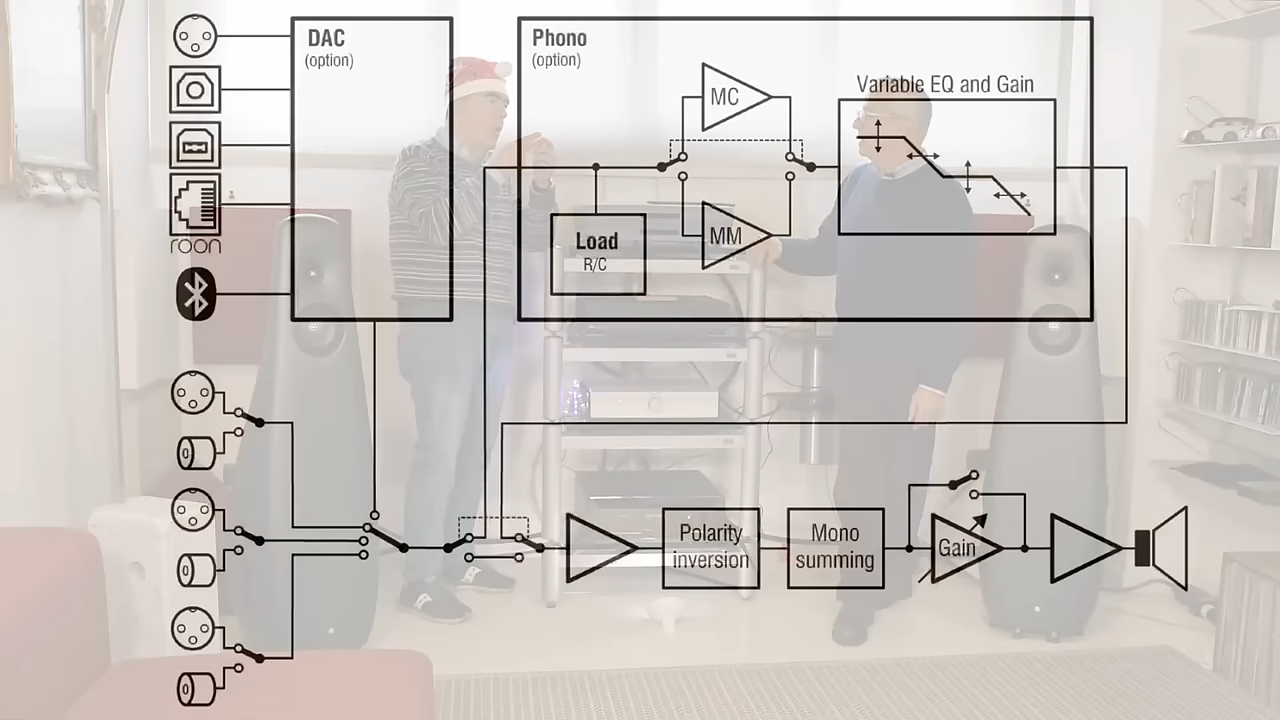 DAC
(option)
Phono
(option)
MC
Variable EQ and Gain
roon
Load
R/C
MM
Polarity
inversion
Mono
summing
Gain